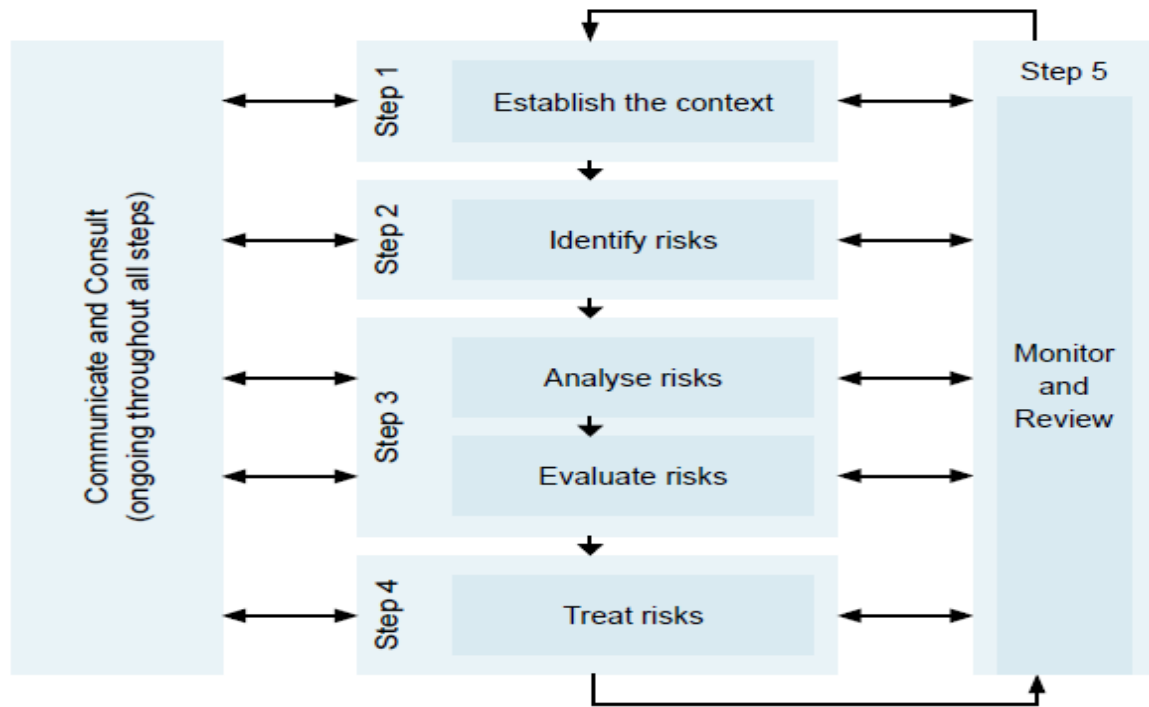 Communicate and Consult
(ongoing throughout all steps)
Step 1
Establish the context
Step 2
Identify risks
Step 3
Analyse risks
Evaluate risks
Step 4
Treat risks
Step 5
Monitor
and
Review